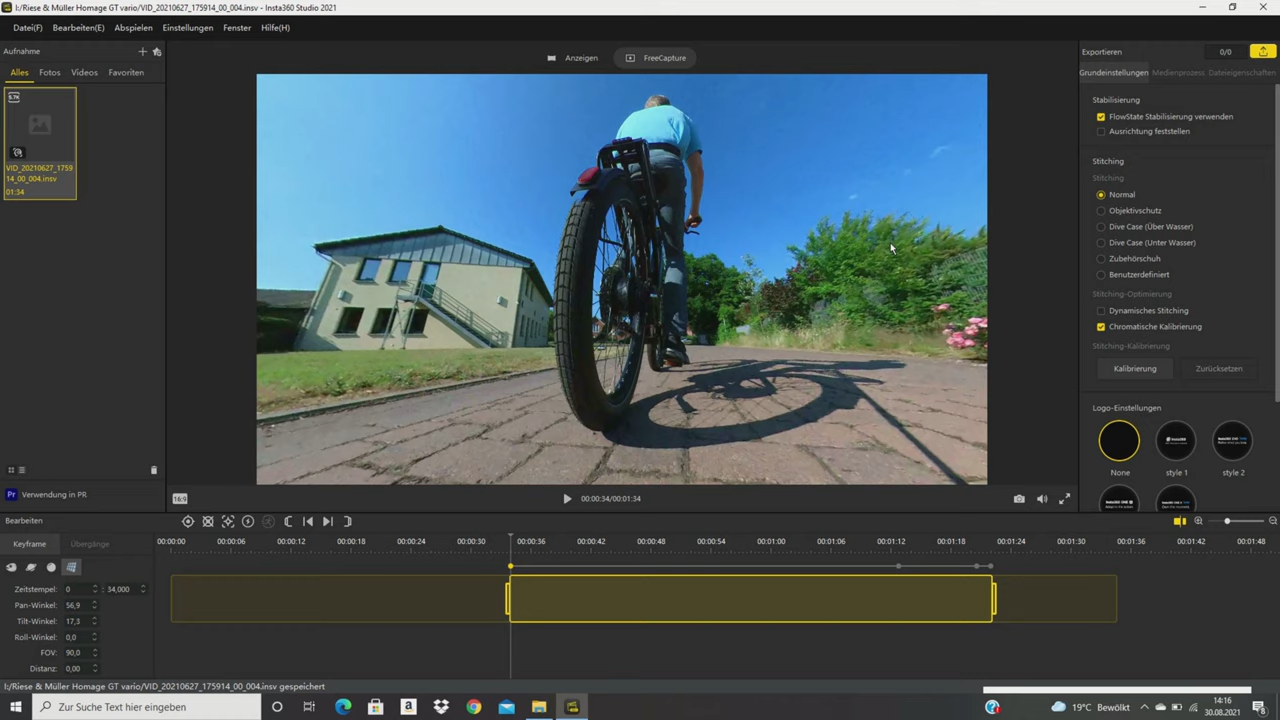 I:/Riese & Müller Homage GT vario/VID_20210627_175914_00_004.insv - Insta360 Studio 2021
Datei(F) Bearbeiten(E) Abspielen Einstellungen Fenster Hilfe(H)
Aufnahme
Anzeigen FreeCapture
Exportieren 0/0
Alles Fotos Videos Favoriten
Grundeinstellungen Medienprozess Dateieigenschaften
5.7K
VID_20210627_1759
14_00_004.insv
01:34
Stabilisierung
FlowState Stabilisierung verwenden
Ausrichtung feststellen
Stitching
Stitching
Normal
Objektivschutz
Dive Case (Über Wasser)
Dive Case (Unter Wasser)
Zubehörschuh
Benutzerdefiniert
Stitching-Optimierung
Dynamisches Stitching
Chromatische Kalibrierung
Stitching-Kalibrierung
Kalibrierung Zurücksetzen
Logo-Einstellungen
Insta360
None style 1 style 2
Pr Verwendung in PR
16:9
00:00:34/00:01:34
Bearbeiten
Keyframe Übergänge
00:00:00 00:00:06 00:00:12 00:00:18 00:00:24 00:00:36 00:00:42 00:00:48 00:00:54 00:01:00 00:01:06 00:01:12 00:01:18 00:01:24 00:01:30 00:01:36 00:01:42 00:01:48
Zeitstempel: 0 : 34,000
Pan-Winkel: 56,9
Tilt-Winkel: 17,3
Roll-Winkel: 0,0
FOV: 90,0
Distanz: 0,00
I:/Riese & Müller Homage GT vario/VID_20210627_175914_00_004.insv gespeichert
Zur Suche Text hier eingeben
19°C Bewölkt
14:16
30.08.2021
8